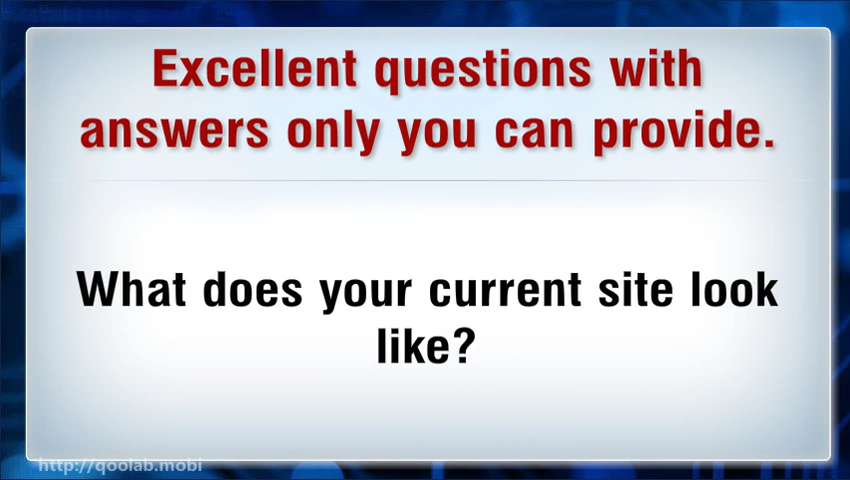 Excellent questions with
answers only you can provide.
What does your current site look
like?
http://qoolab.mobi